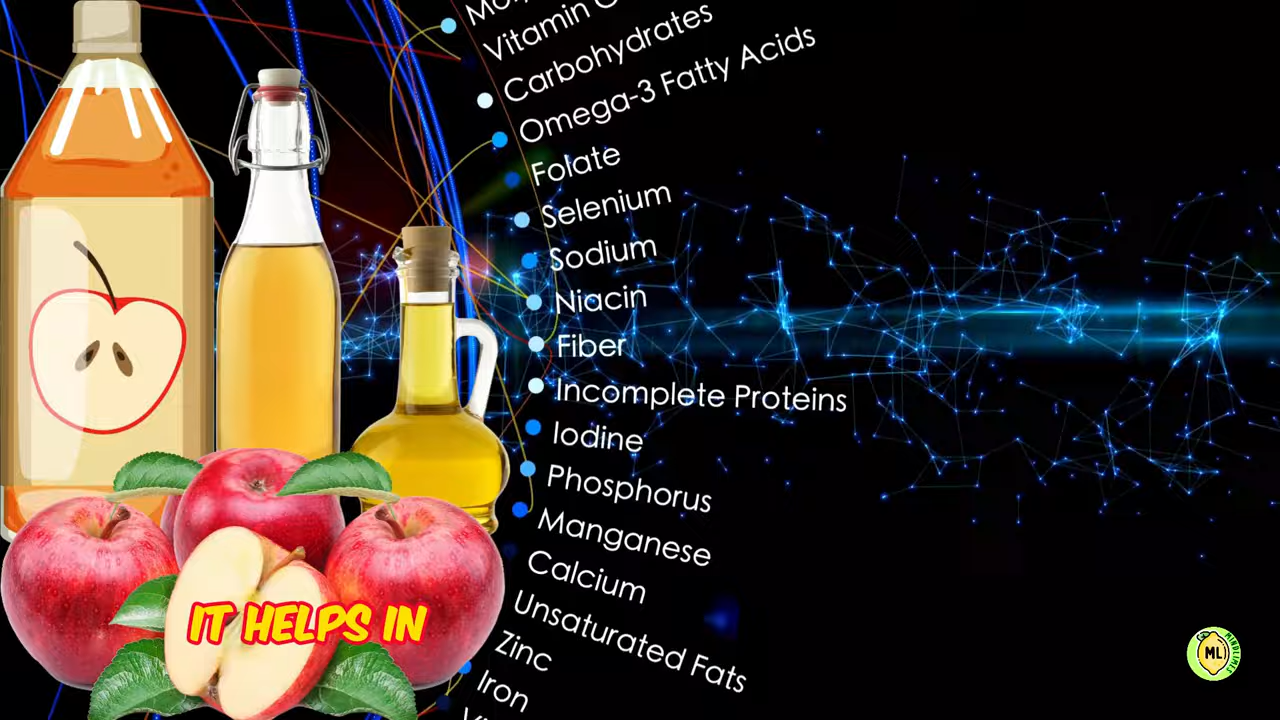 Vitamin
Carbohydrates
Omega-3 Fatty Acids
Folate
Selenium
Sodium
Niacin
Fiber
Incomplete Proteins
Iodine
Phosphorus
Manganese
Calcium
Unsaturated Fats
Zinc
Iron
IT HELPS IN
ML